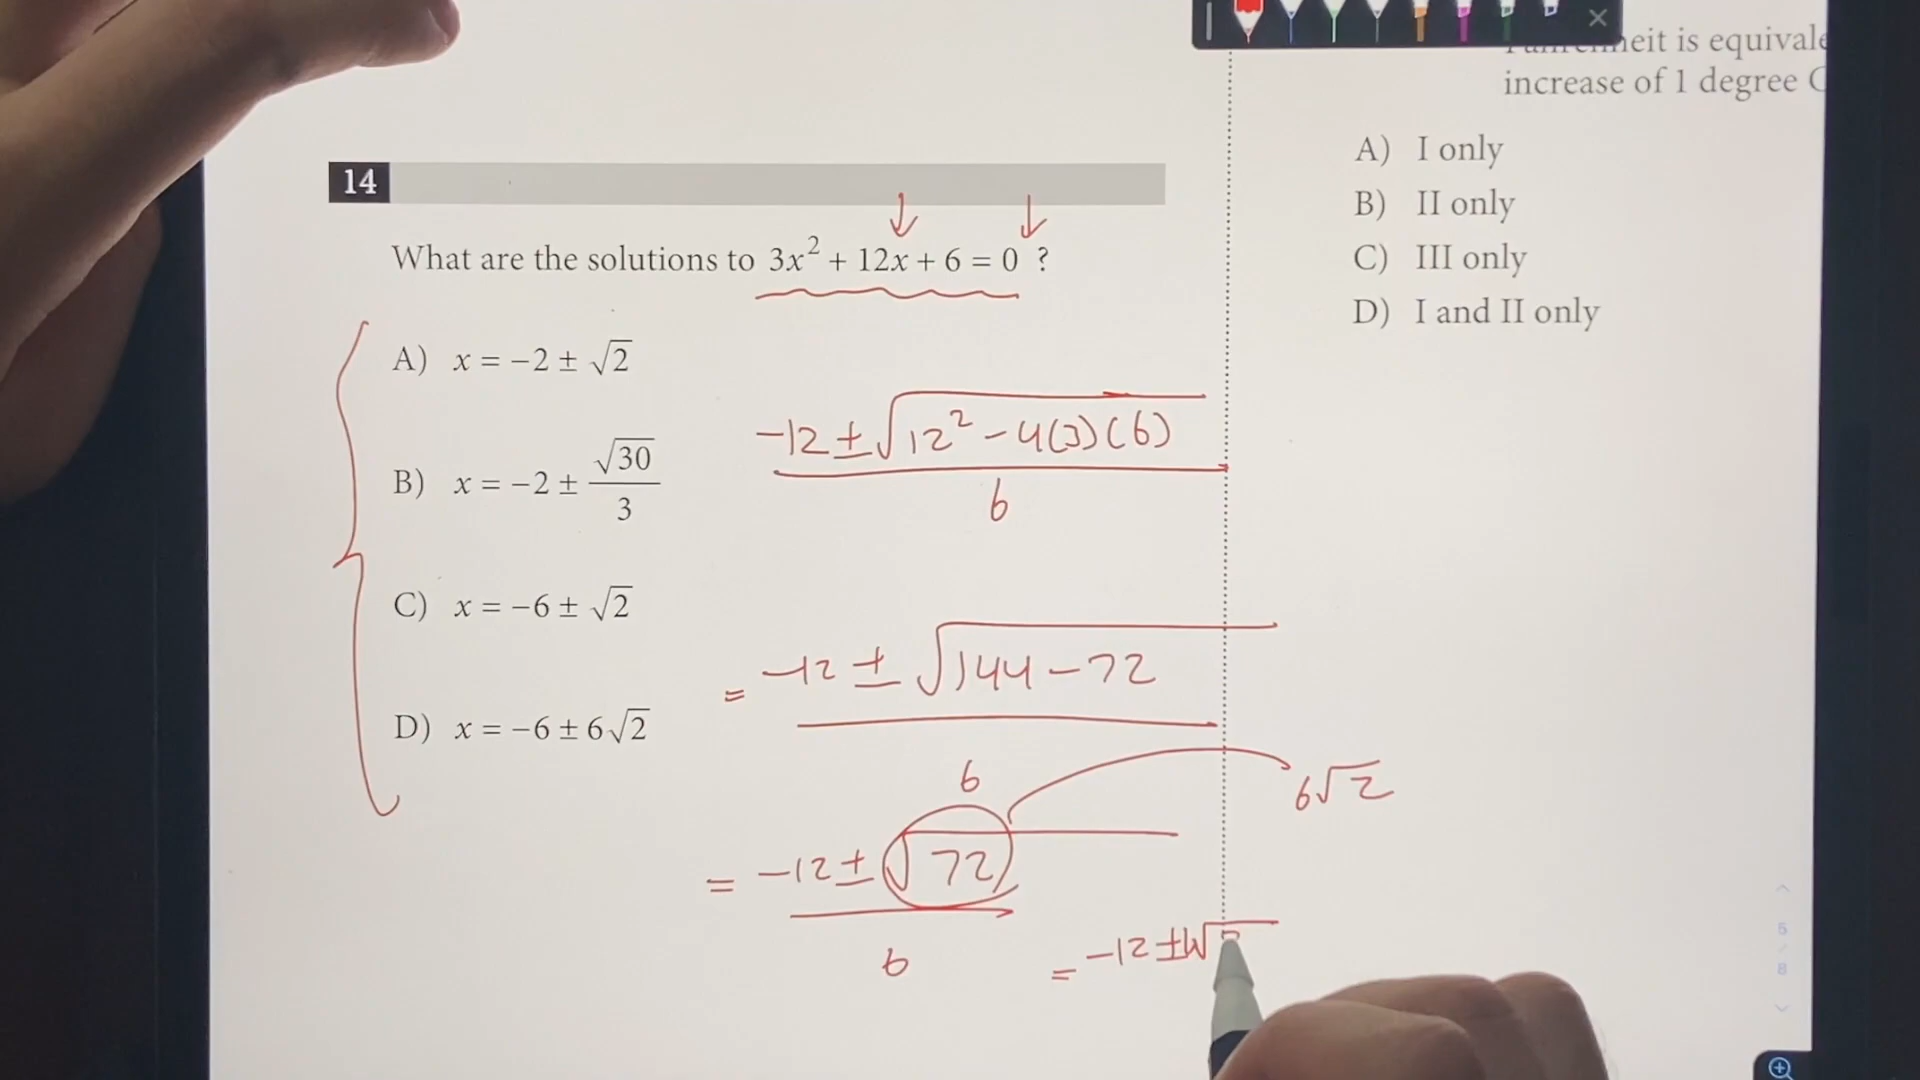 14
What are the solutions to 3x² + 12x + 6 = 0 ?
A) x = −2 ± √2
B) x = −2 ± √30
3
C) x = −6 ± √2
D) x = −6 ± 6√2
-12 ± √12² - 4(3)(6)
6
= -12 ± √144 - 72
6
6√2
= -12 ± √72
6
= -12 ±
increase of 1 degree
is equivale
A) I only
B) II only
C) III only
D) I and II only
5
8